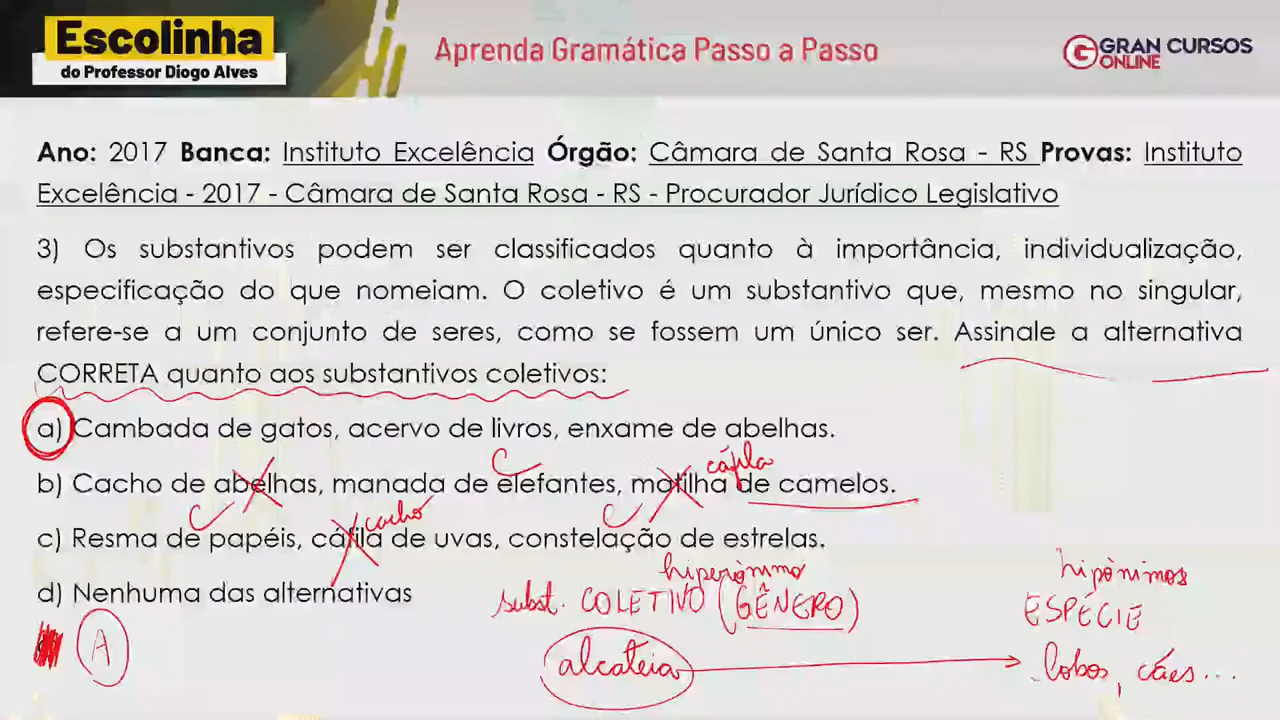 Escolinha
do Professor Diogo Alves
Aprenda Gramática Passo a Passo
GRAN CURSOS
ONLINE
Ano: 2017 Banca: Instituto Excelência Órgão: Câmara de Santa Rosa - RS Provas: Instituto
Excelência - 2017 - Câmara de Santa Rosa - RS - Procurador Jurídico Legislativo
3) Os substantivos podem ser classificados quanto à importância, individualização,
especificação do que nomeiam. O coletivo é um substantivo que, mesmo no singular,
refere-se a um conjunto de seres, como se fossem um único ser. Assinale a alternativa
CORRETA quanto aos substantivos coletivos:
a) Cambada de gatos, acervo de livros, enxame de abelhas.
cáfila
b) Cacho de abelhas, manada de elefantes, matilha de camelos.
cacho
c) Resma de papéis, cáfila de uvas, constelação de estrelas.
hiperônimo hipônimos
d) Nenhuma das alternativas
subst. COLETIVO (GÊNERO) ESPÉCIE
A
alcateia lobos, cães...